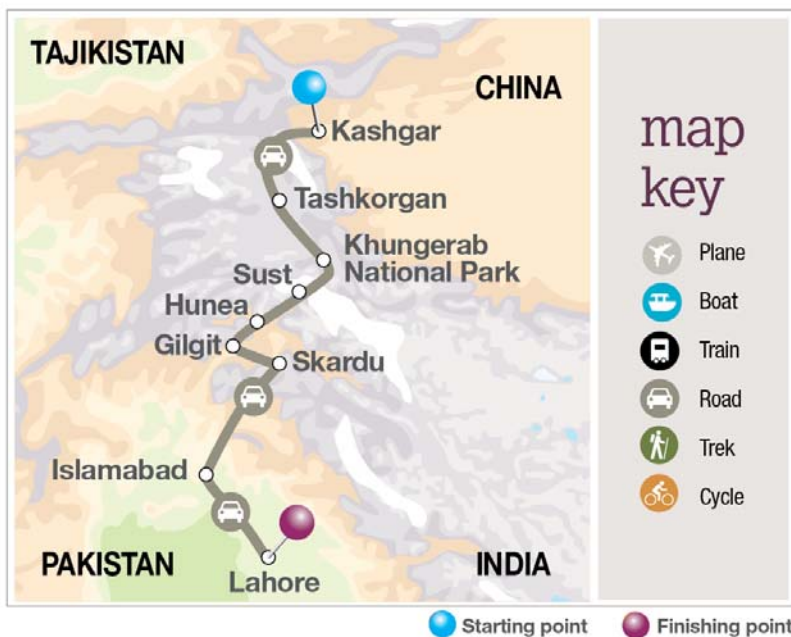 TAJIKISTAN
CHINA
Kashgar
Tashkorgan
Khungerab
National Park
Sust
Hunea
Gilgit
Skardu
Islamabad
Lahore
PAKISTAN
INDIA
map
key
Plane
Boat
Train
Road
Trek
Cycle
Starting point
Finishing point